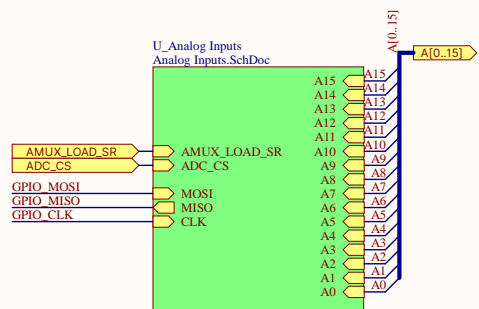 U_Analog Inputs
Analog Inputs.SchDoc
A[0..15]
A[0..15]
A15 A15
A14 A14
A13 A13
A12 A12
A11 A11
AMUX_LOAD_SR AMUX_LOAD_SR A10 A10
ADC_CS ADC_CS A9 A9
A8 A8
GPIO_MOSI MOSI A7 A7
GPIO_MISO MISO A6 A6
GPIO_CLK CLK A5 A5
A4 A4
A3 A3
A2 A2
A1 A1
A0 A0